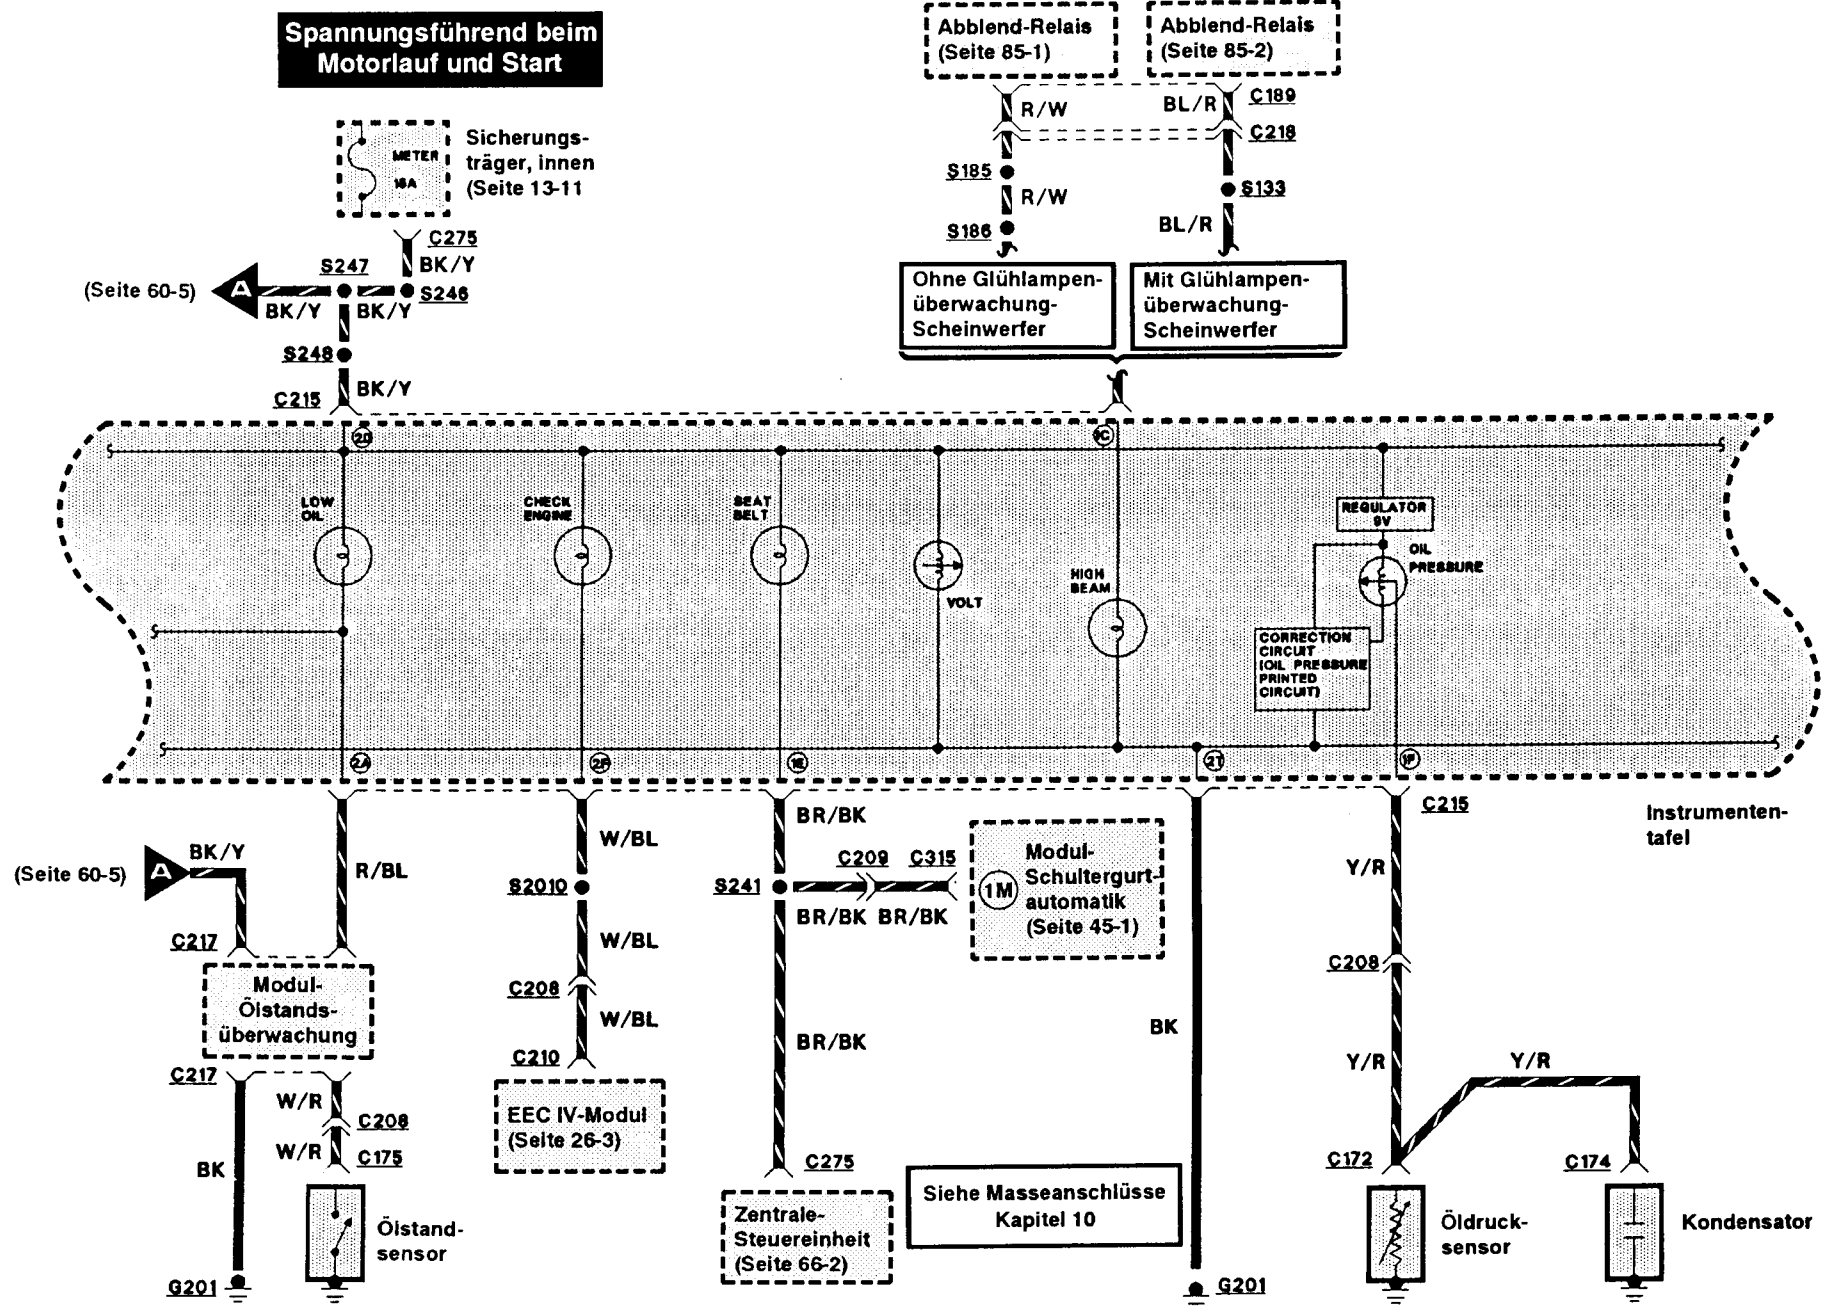 Spannungsführend beim
Motorlauf und Start
Abblend-Relais
(Seite 85-1)
Abblend-Relais
(Seite 85-2)
R/W
BL/R
C189
C218
METER
15A
Sicherungs-
träger, innen
(Seite 13-11
S185
S133
R/W
BL/R
S186
C275
BK/Y
S247
S246
(Seite 60-5)
A
BK/Y
BK/Y
Ohne Glühlampen-
überwachung-
Scheinwerfer
Mit Glühlampen-
überwachung-
Scheinwerfer
S248
BK/Y
C215
2D
LOW
OIL
CHECK
ENGINE
SEAT
BELT
VOLT
HIGH
BEAM
REGULATOR
OIL
PRESSURE
CORRECTION
CIRCUIT
(OIL PRESSURE
PRINTED
CIRCUIT)
2A
1E
2T
1F
C215
Instrumenten-
tafel
(Seite 60-5)
A
BK/Y
R/BL
W/BL
BR/BK
C209
C315
1M
Modul-
Schultergurt-
automatik
(Seite 45-1)
Y/R
S2010
S241
BR/BK
BR/BK
C217
W/BL
C208
Modul-
Ölstands-
überwachung
C208
W/BL
BR/BK
BK
Y/R
Y/R
C210
C217
W/R
C208
W/R
C175
BK
EEC IV-Modul
(Seite 26-3)
C275
C172
C174
Siehe Masseanschlüsse
Kapitel 10
Ölstand-
sensor
Zentrale-
Steuereinheit
(Seite 66-2)
Öldruck-
sensor
Kondensator
G201
G201